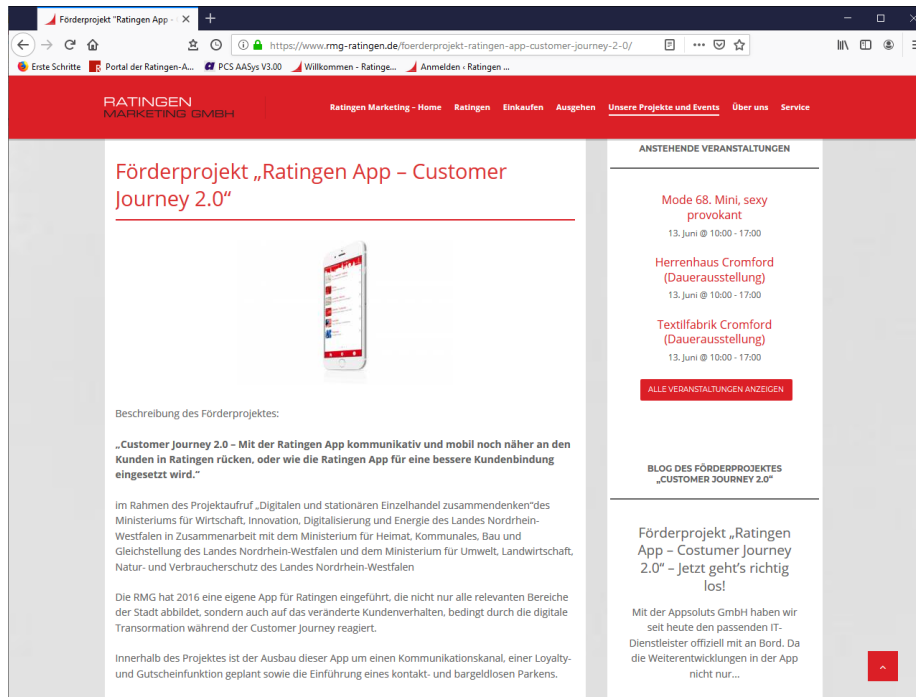 Förderprojekt "Ratingen App -
https://www.rmg-ratingen.de/foerderprojekt-ratingen-app-customer-journey-2-0/
Erste Schritte Portal der Ratingen-A... PCS AASys V3.00 Willkommen - Ratinge... Anmelden ‹ Ratingen ...
RATINGEN
MARKETING GMBH
Ratingen Marketing – Home Ratingen Einkaufen Ausgehen Unsere Projekte und Events Über uns Service
Förderprojekt „Ratingen App – Customer
Journey 2.0“
Beschreibung des Förderprojektes:
„Customer Journey 2.0 – Mit der Ratingen App kommunikativ und mobil noch näher an den
Kunden in Ratingen rücken, oder wie die Ratingen App für eine bessere Kundenbindung
eingesetzt wird.“
im Rahmen des Projektaufruf „Digitalen und stationären Einzelhandel zusammendenken“des
Ministeriums für Wirtschaft, Innovation, Digitalisierung und Energie des Landes Nordrhein-
Westfalen in Zusammenarbeit mit dem Ministerium für Heimat, Kommunales, Bau und
Gleichstellung des Landes Nordrhein-Westfalen und dem Ministerium für Umwelt, Landwirtschaft,
Natur- und Verbraucherschutz des Landes Nordrhein-Westfalen
Die RMG hat 2016 eine eigene App für Ratingen eingeführt, die nicht nur alle relevanten Bereiche
der Stadt abbildet, sondern auch auf das veränderte Kundenverhalten, bedingt durch die digitale
Transormation während der Customer Journey reagiert.
Innerhalb des Projektes ist der Ausbau dieser App um einen Kommunikationskanal, einer Loyalty-
und Gutscheinfunktion geplant sowie die Einführung eines kontakt- und bargeldlosen Parkens.
ANSTEHENDE VERANSTALTUNGEN
Mode 68. Mini, sexy
provokant
13. Juni @ 10:00 - 17:00
Herrenhaus Cromford
(Dauerausstellung)
13. Juni @ 10:00 - 17:00
Textilfabrik Cromford
(Dauerausstellung)
13. Juni @ 10:00 - 17:00
ALLE VERANSTALTUNGEN ANZEIGEN
BLOG DES FÖRDERPROJEKTES
„CUSTOMER JOURNEY 2.0“
Förderprojekt „Ratingen
App – Costumer Journey
2.0“ – Jetzt geht’s richtig
los!
Mit der Appsoluts GmbH haben wir
seit heute den passenden IT-
Dienstleister offiziell mit an Bord. Da
die Weiterentwicklungen in der App
nicht nur...